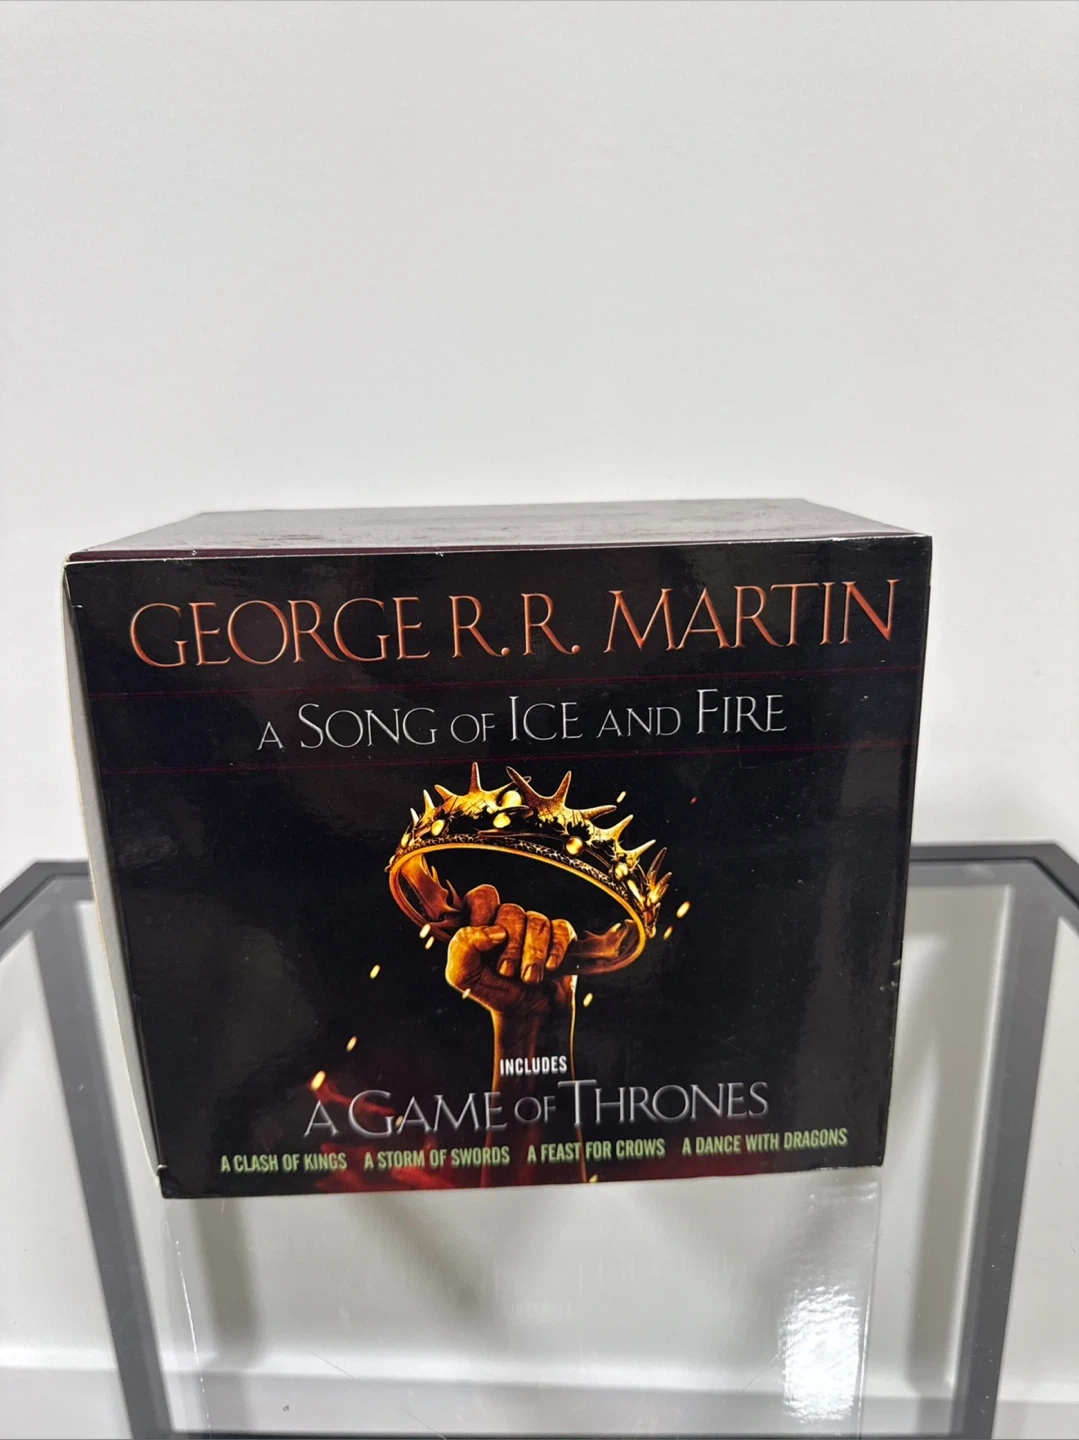 GEORGE R. R. MARTIN
A SONG OF ICE AND FIRE
INCLUDES
A GAME OF THRONES
A CLASH OF KINGS A STORM OF SWORDS A FEAST FOR CROWS A DANCE WITH DRAGONS